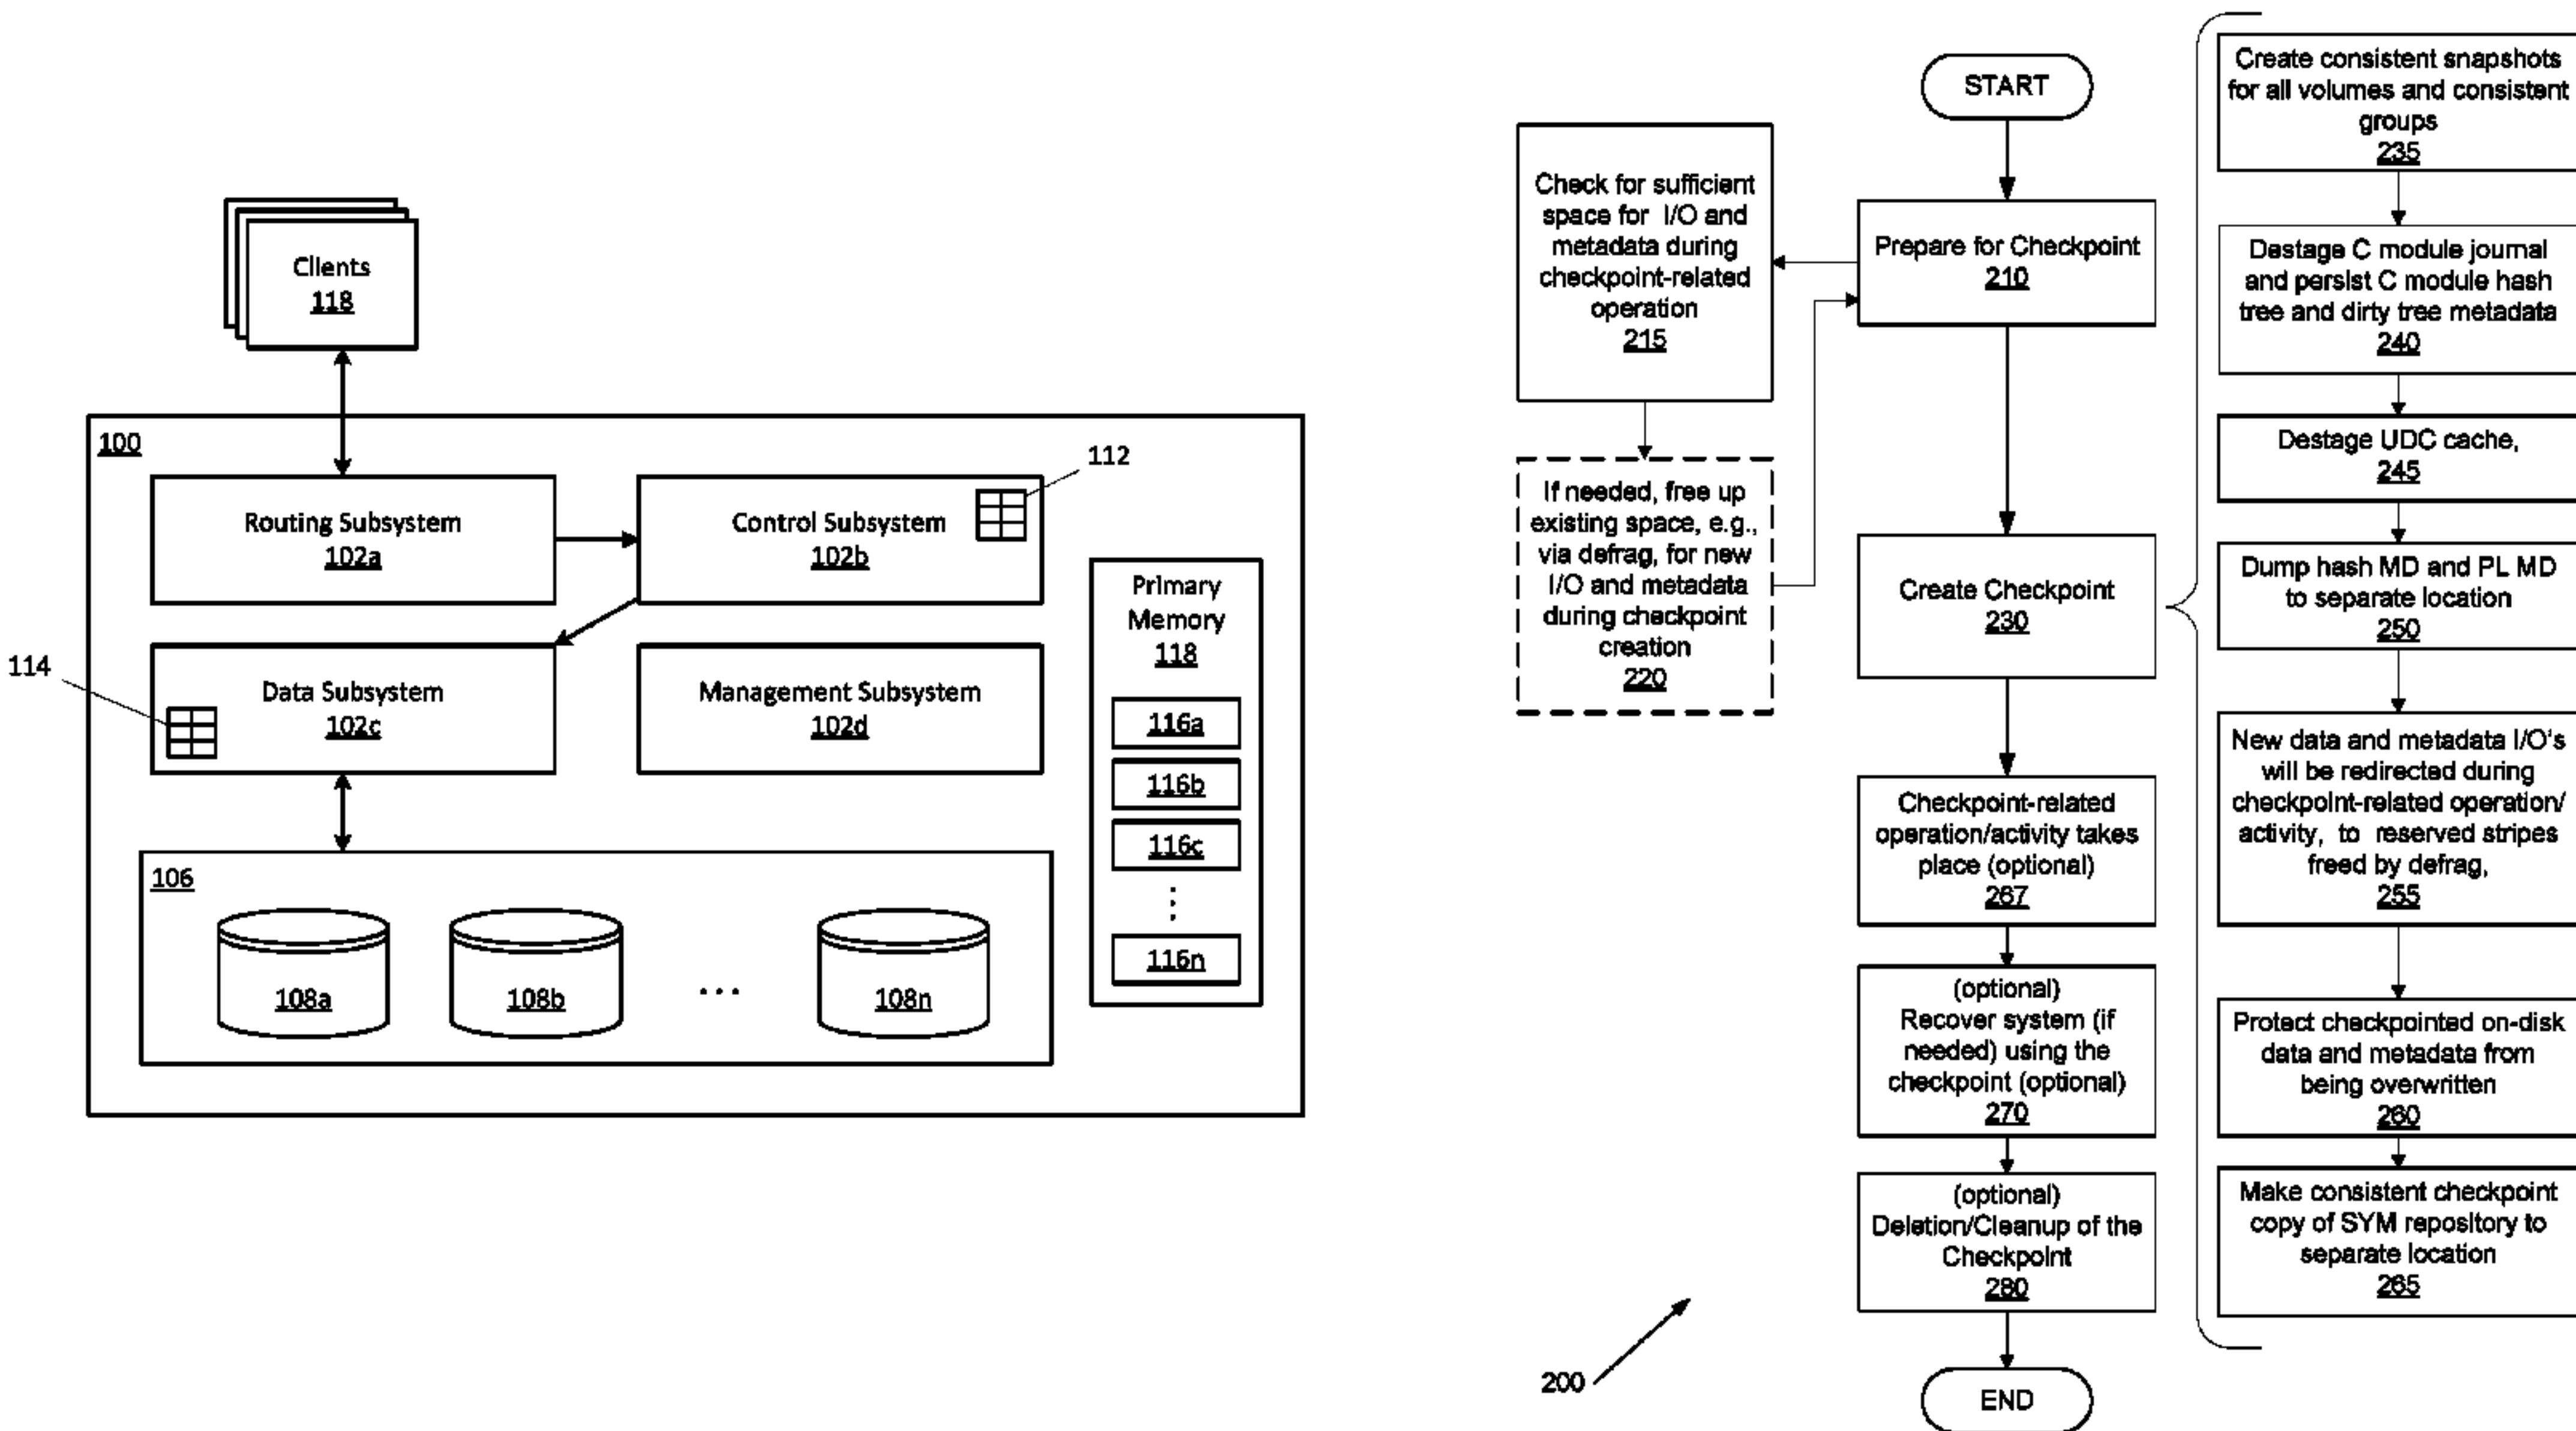 Clients
118
100
112
Routing Subsystem
102a
Control Subsystem
102b
114
Data Subsystem
102c
Management Subsystem
102d
Primary
Memory
118
116a
116b
116c
⋮
116n
106
108a
108b
...
108n
START
Check for sufficient
space for I/O and
metadata during
checkpoint-related
operation
215
Prepare for Checkpoint
210
If needed, free up
existing space, e.g.,
via defrag, for new
I/O and metadata
during checkpoint
creation
220
Create Checkpoint
230
Checkpoint-related
operation/activity takes
place (optional)
267
(optional)
Recover system (if
needed) using the
checkpoint (optional)
270
(optional)
Deletion/Cleanup of the
Checkpoint
280
END
200
Create consistent snapshots
for all volumes and consistent
groups
235
Destage C module journal
and persist C module hash
tree and dirty tree metadata
240
Destage UDC cache,
245
Dump hash MD and PL MD
to separate location
250
New data and metadata I/O's
will be redirected during
checkpoint-related operation/
activity, to reserved stripes
freed by defrag,
255
Protect checkpointed on-disk
data and metadata from
being overwritten
260
Make consistent checkpoint
copy of SYM repository to
separate location
265